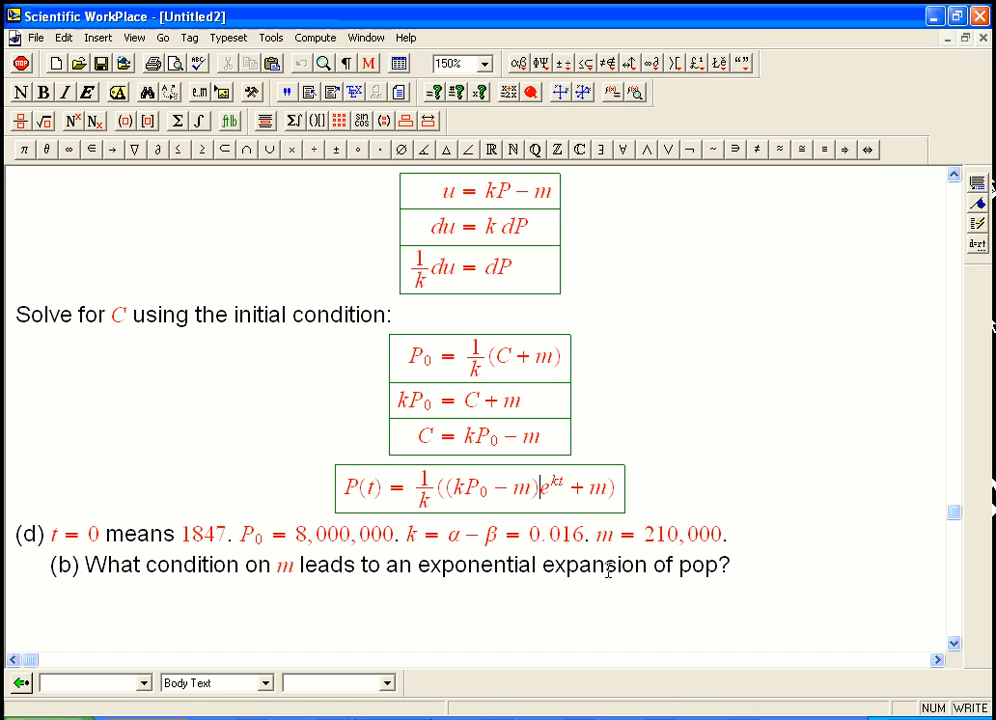 Scientific WorkPlace - [Untitled2]
File Edit Insert View Go Tag Typeset Tools Compute Window Help
150%
u = kP − m
du = k dP
1/k du = dP
Solve for C using the initial condition:
P₀ = 1/k (C + m)
kP₀ = C + m
C = kP₀ − m
P(t) = 1/k ((kP₀ − m)e^{kt} + m)
(d) t = 0 means 1847. P₀ = 8,000,000. k = α − β = 0.016. m = 210,000.
(b) What condition on m leads to an exponential expansion of pop?
Body Text
NUM WRITE